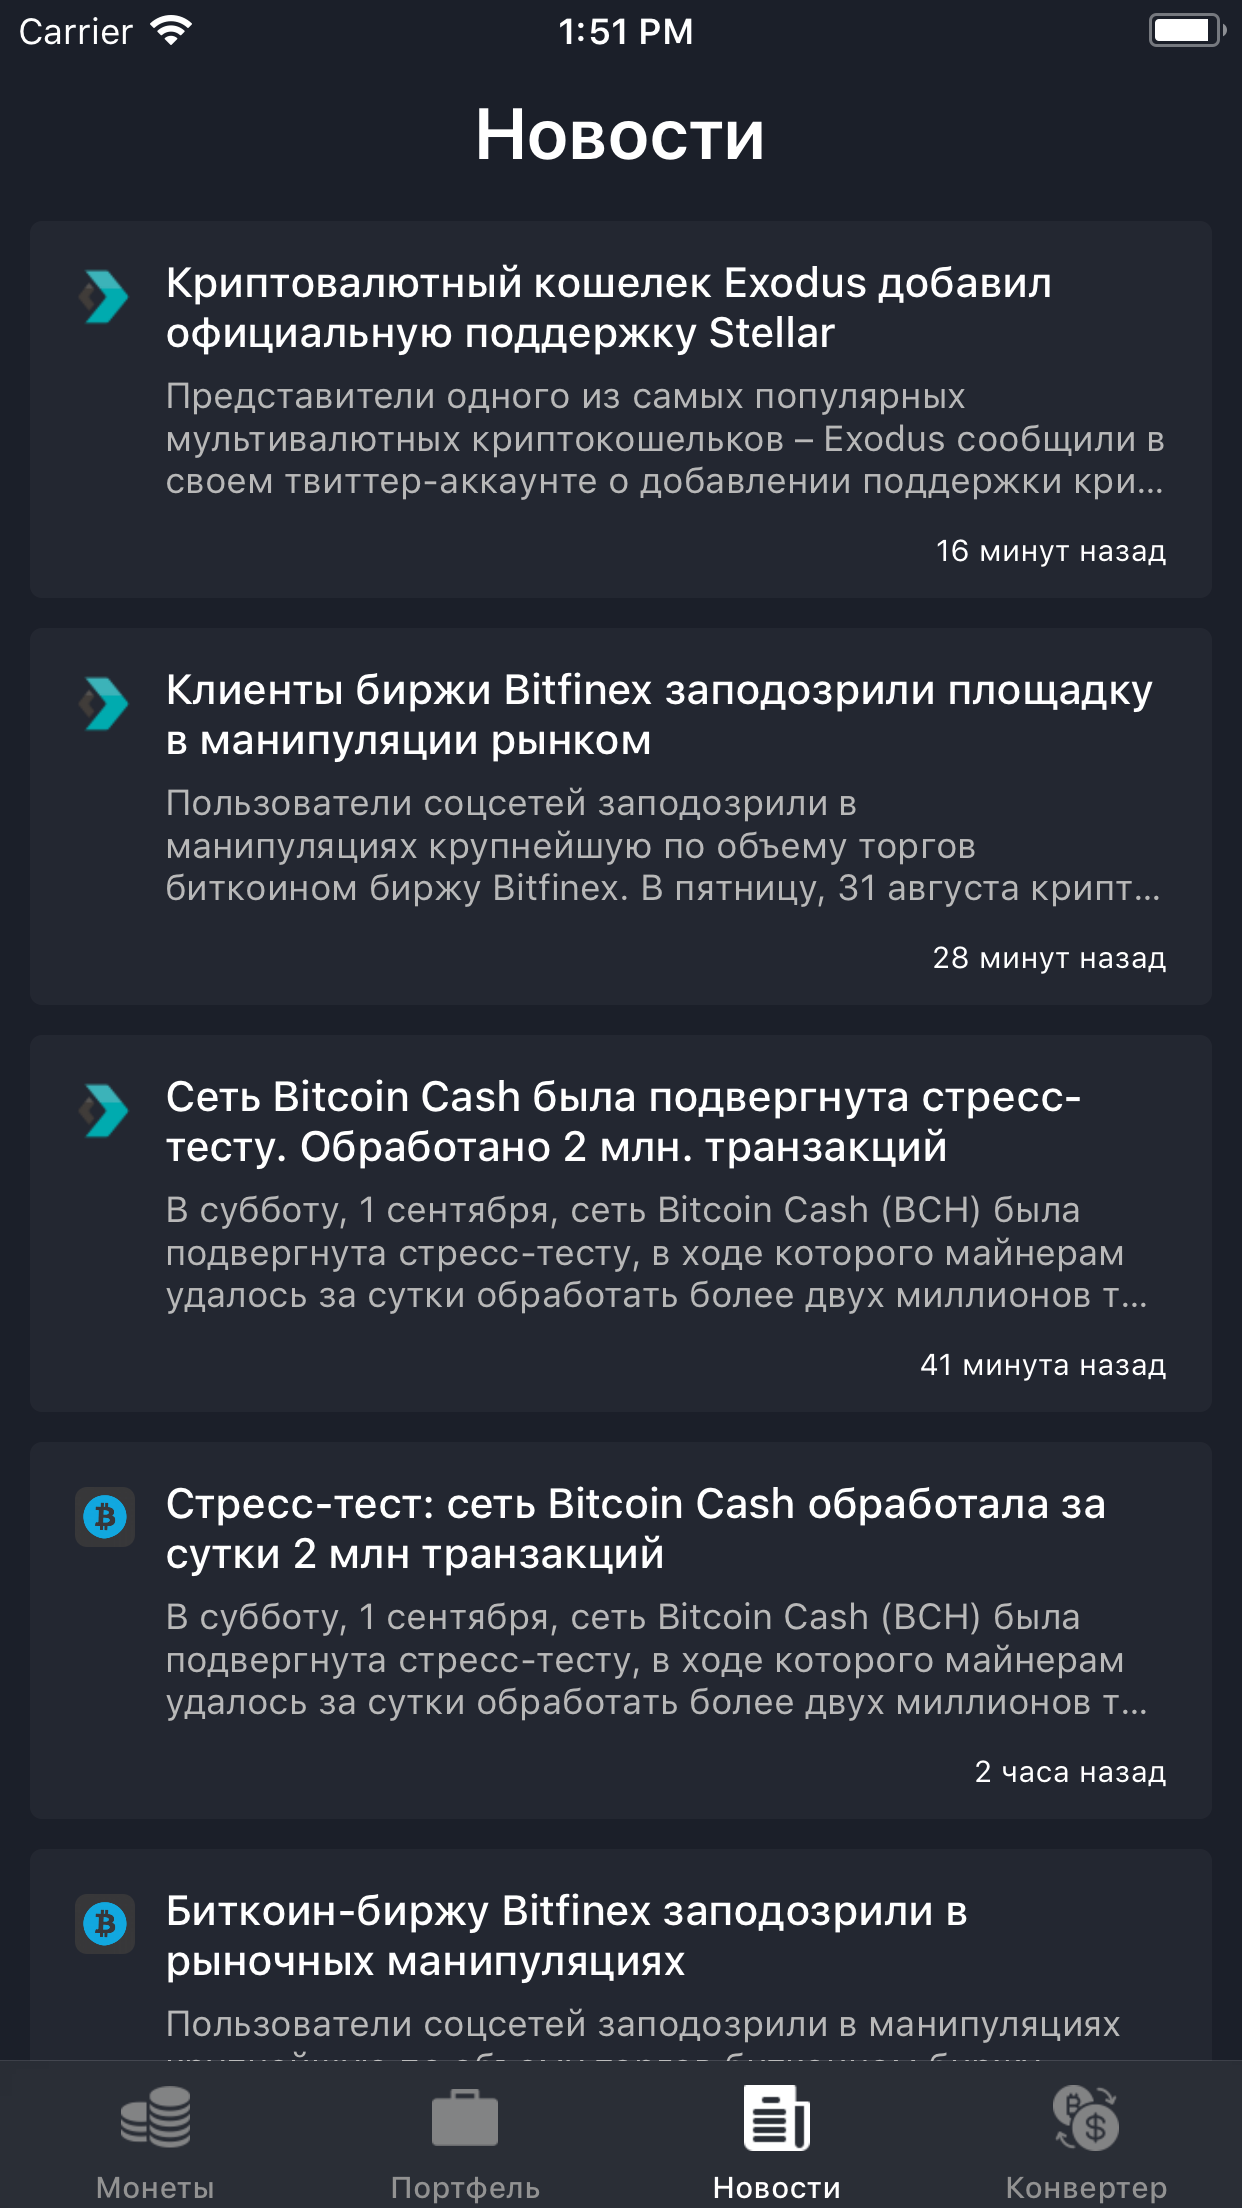 Carrier 1:51 PM
Новости
Криптовалютный кошелек Exodus добавил
официальную поддержку Stellar
Представители одного из самых популярных
мультивалютных криптокошельков – Exodus сообщили в
своем твиттер-аккаунте о добавлении поддержки кри...
16 минут назад
Клиенты биржи Bitfinex заподозрили площадку
в манипуляции рынком
Пользователи соцсетей заподозрили в
манипуляциях крупнейшую по объему торгов
биткоином биржу Bitfinex. В пятницу, 31 августа крипт...
28 минут назад
Сеть Bitcoin Cash была подвергнута стресс-
тесту. Обработано 2 млн. транзакций
В субботу, 1 сентября, сеть Bitcoin Cash (BCH) была
подвергнута стресс-тесту, в ходе которого майнерам
удалось за сутки обработать более двух миллионов т...
41 минута назад
Стресс-тест: сеть Bitcoin Cash обработала за
сутки 2 млн транзакций
В субботу, 1 сентября, сеть Bitcoin Cash (BCH) была
подвергнута стресс-тесту, в ходе которого майнерам
удалось за сутки обработать более двух миллионов т...
2 часа назад
Биткоин-биржу Bitfinex заподозрили в
рыночных манипуляциях
Пользователи соцсетей заподозрили в манипуляциях
Монеты Портфель Новости Конвертер